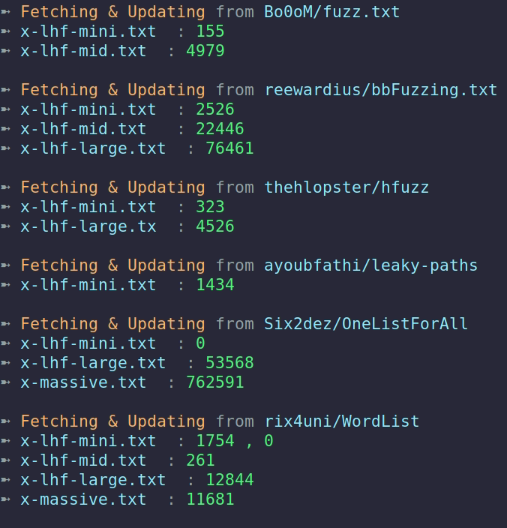 ➼ Fetching & Updating from Bo0oM/fuzz.txt
➼ x-lhf-mini.txt : 155
➼ x-lhf-mid.txt : 4979
➼ Fetching & Updating from reewardius/bbFuzzing.txt
➼ x-lhf-mini.txt : 2526
➼ x-lhf-mid.txt : 22446
➼ x-lhf-large.txt : 76461
➼ Fetching & Updating from thehlopster/hfuzz
➼ x-lhf-mini.txt : 323
➼ x-lhf-large.tx : 4526
➼ Fetching & Updating from ayoubfathi/leaky-paths
➼ x-lhf-mini.txt : 1434
➼ Fetching & Updating from Six2dez/OneListForAll
➼ x-lhf-mini.txt : 0
➼ x-lhf-large.txt : 53568
➼ x-massive.txt : 762591
➼ Fetching & Updating from rix4uni/WordList
➼ x-lhf-mini.txt : 1754 , 0
➼ x-lhf-mid.txt : 261
➼ x-lhf-large.txt : 12844
➼ x-massive.txt : 11681